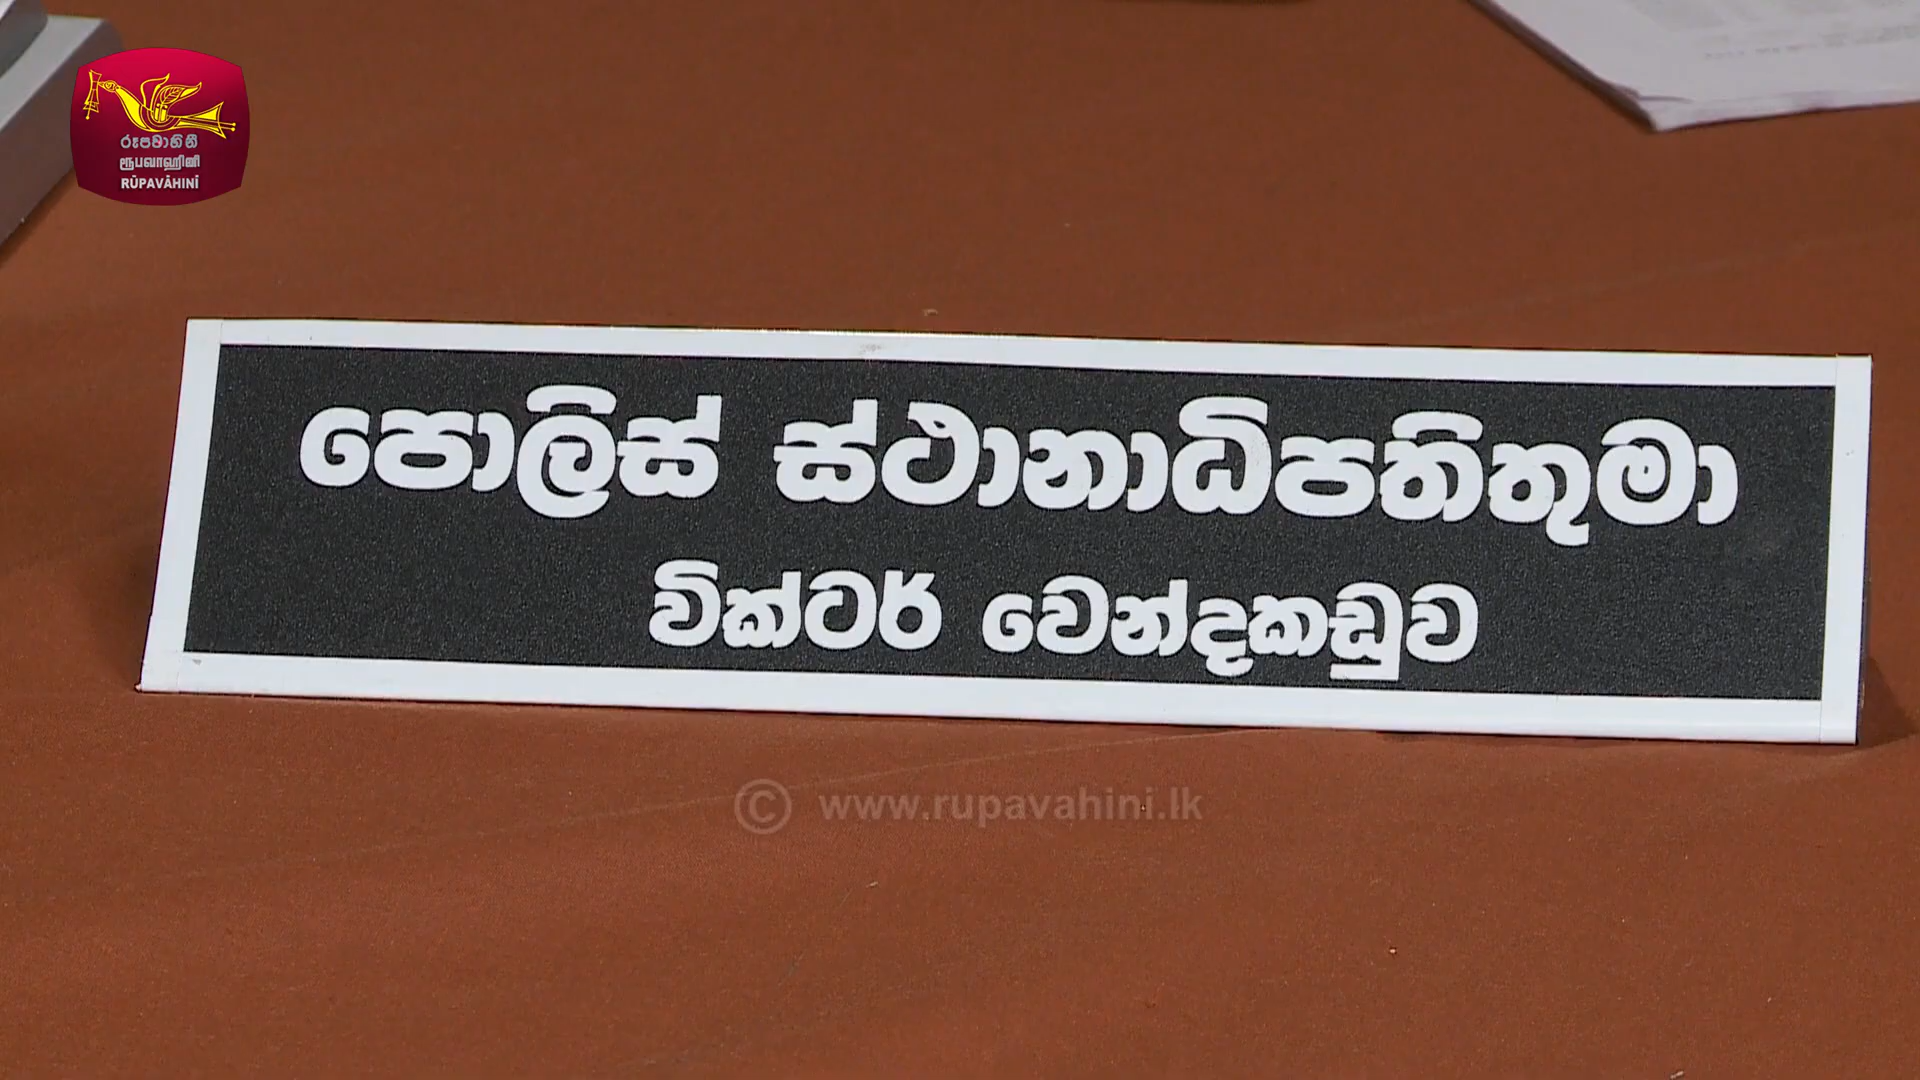 රූපවාහිනී
ரூபவாஹினி
RŪPAVĀHINĪ
පොලිස් ස්ථානාධිපතිතුමා
වික්ටර් වෙන්දකඩුව
© www.rupavahini.lk